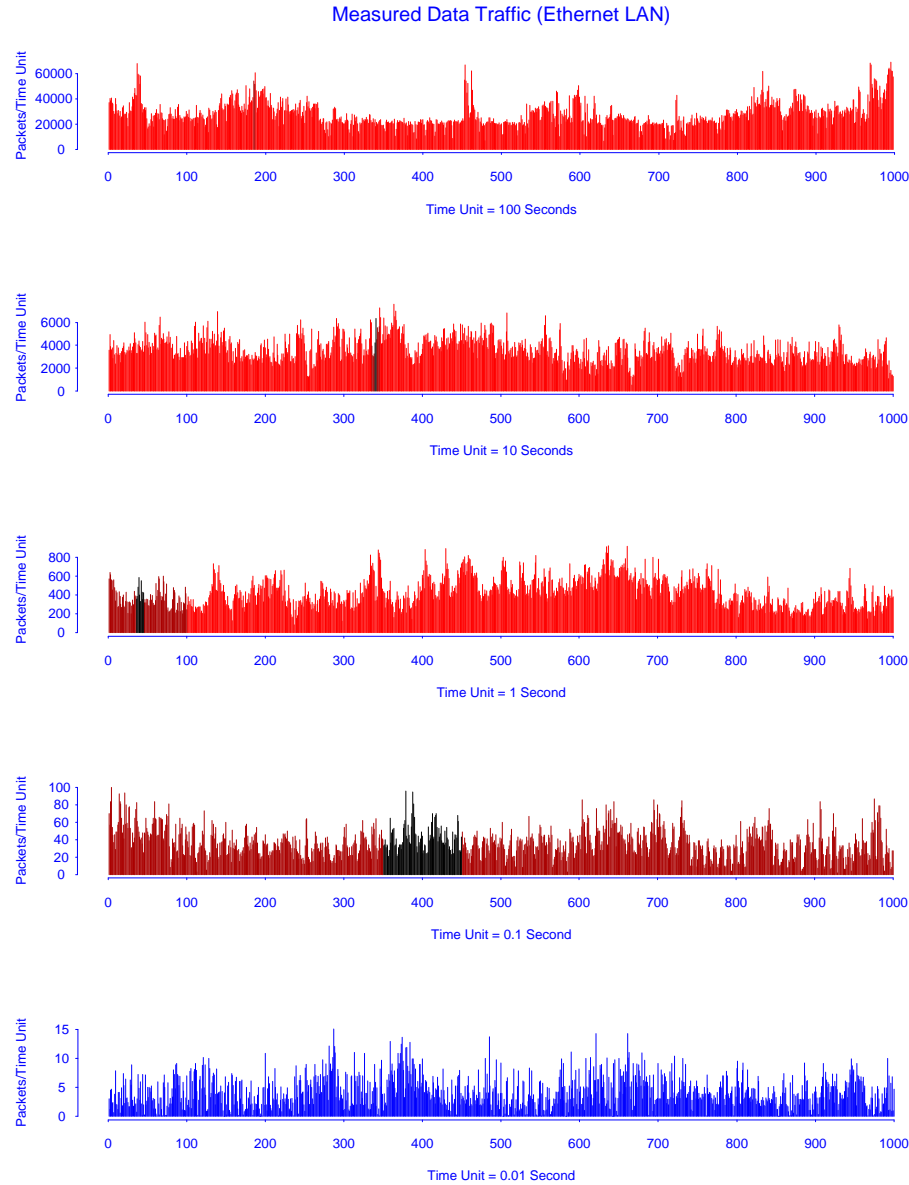 Measured Data Traffic (Ethernet LAN)
Packets/Time Unit
60000
40000
20000
0
0 100 200 300 400 500 600 700 800 900 1000
Time Unit = 100 Seconds
Packets/Time Unit
6000
4000
2000
0
0 100 200 300 400 500 600 700 800 900 1000
Time Unit = 10 Seconds
Packets/Time Unit
800
600
400
200
0
0 100 200 300 400 500 600 700 800 900 1000
Time Unit = 1 Second
Packets/Time Unit
100
80
60
40
20
0
0 100 200 300 400 500 600 700 800 900 1000
Time Unit = 0.1 Second
Packets/Time Unit
15
10
5
0
0 100 200 300 400 500 600 700 800 900 1000
Time Unit = 0.01 Second